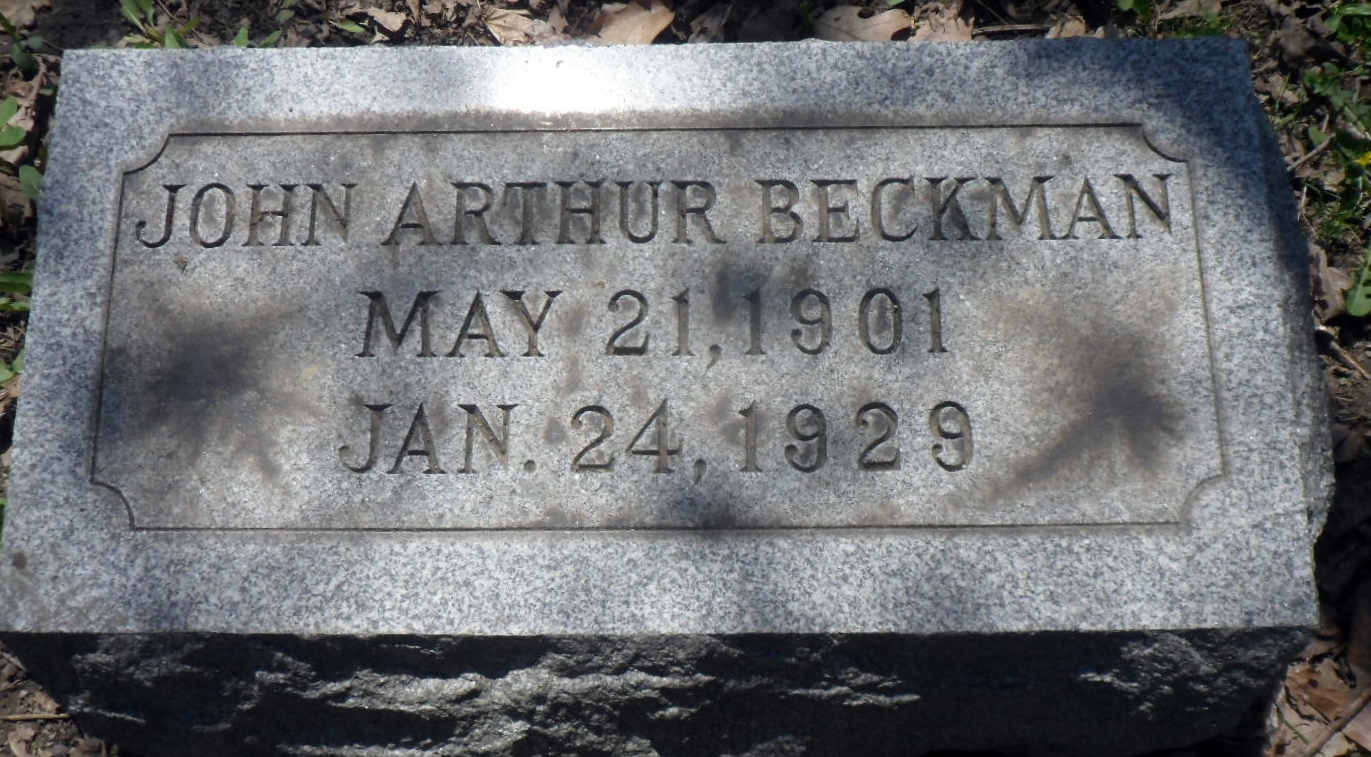 JOHN ARTHUR BECKMAN
MAY 21, 1901
JAN. 24, 1929